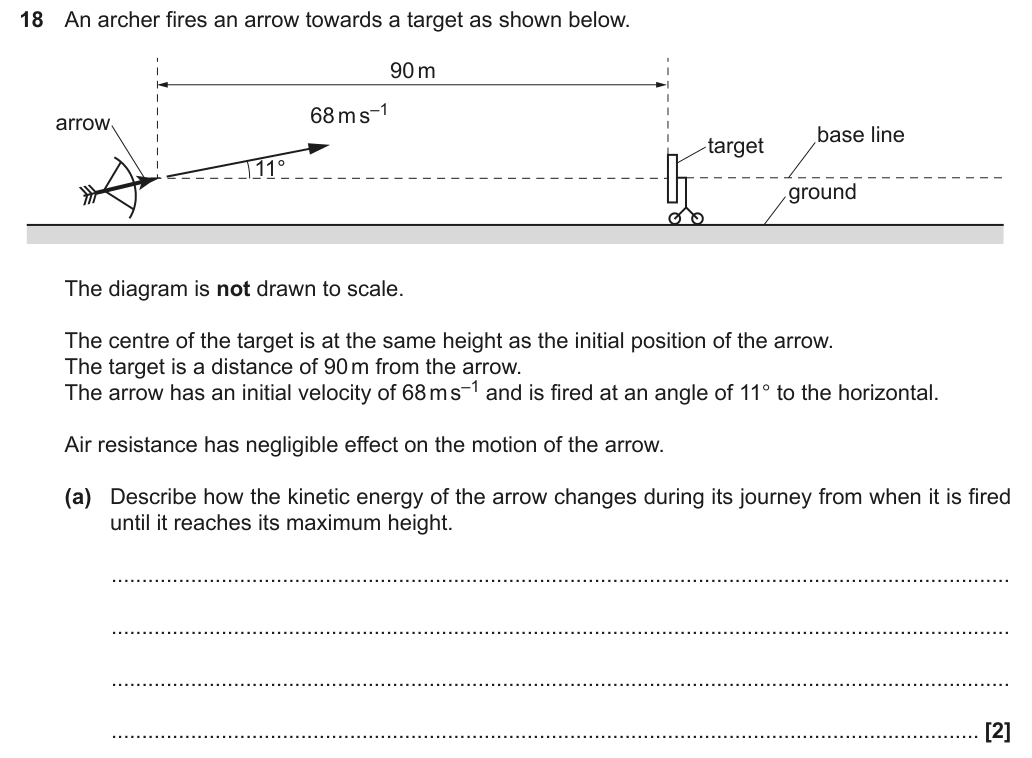 18 An archer fires an arrow towards a target as shown below.
90 m
68 m s⁻¹
arrow
base line
target
11°
ground
The diagram is not drawn to scale.
The centre of the target is at the same height as the initial position of the arrow.
The target is a distance of 90 m from the arrow.
The arrow has an initial velocity of 68 m s⁻¹ and is fired at an angle of 11° to the horizontal.
Air resistance has negligible effect on the motion of the arrow.
(a) Describe how the kinetic energy of the arrow changes during its journey from when it is fired
until it reaches its maximum height.
[2]